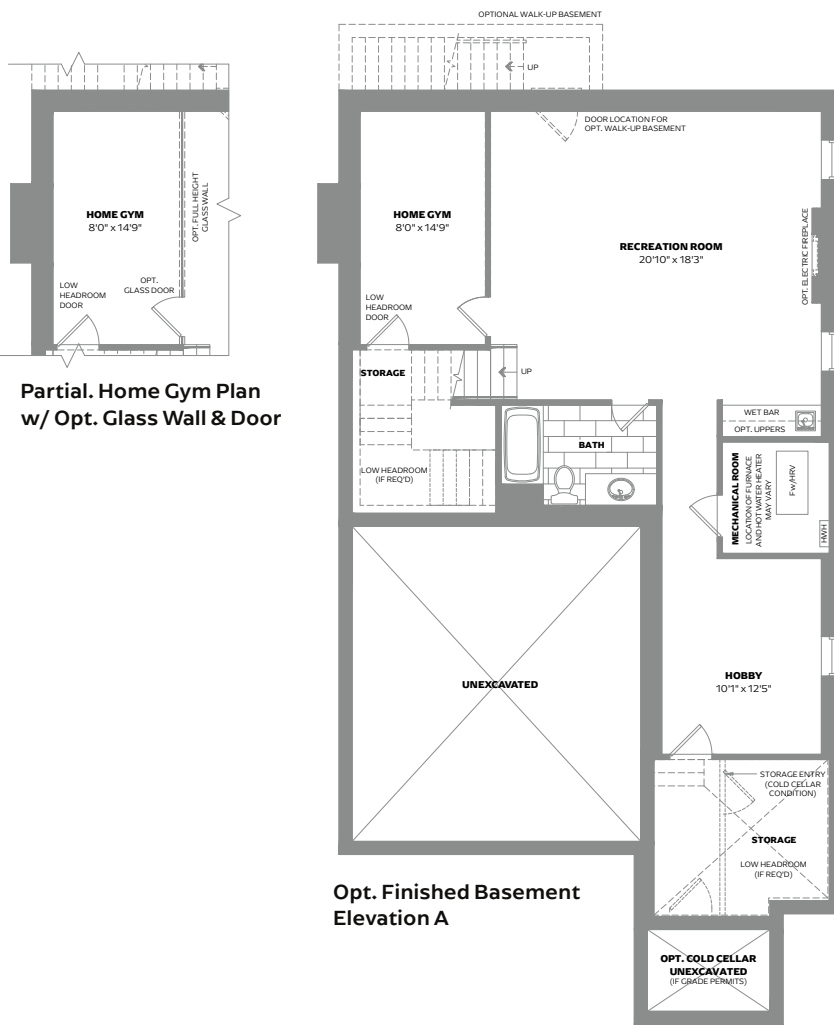 OPTIONAL WALK-UP BASEMENT
UP
DOOR LOCATION FOR
OPT. WALK-UP BASEMENT
HOME GYM
8'0" x 14'9"
OPT. FULL HEIGHT
GLASS WALL
LOW
HEADROOM
DOOR
OPT.
GLASS DOOR
Partial. Home Gym Plan
w/ Opt. Glass Wall & Door
HOME GYM
8'0" x 14'9"
LOW
HEADROOM
DOOR
RECREATION ROOM
20'10" x 18'3"
OPT. ELECTRIC FIREPLACE
STORAGE
UP
LOW HEADROOM
(IF REQ'D)
BATH
WET BAR
OPT. UPPERS
MECHANICAL ROOM
LOCATION OF FURNACE
AND HOT WATER HEATER
MAY VARY
F w/HRV
HWH
UNEXCAVATED
HOBBY
10'1" x 12'5"
STORAGE ENTRY
(COLD CELLAR
CONDITION)
STORAGE
LOW HEADROOM
(IF REQ'D)
Opt. Finished Basement
Elevation A
OPT. COLD CELLAR
UNEXCAVATED
(IF GRADE PERMITS)